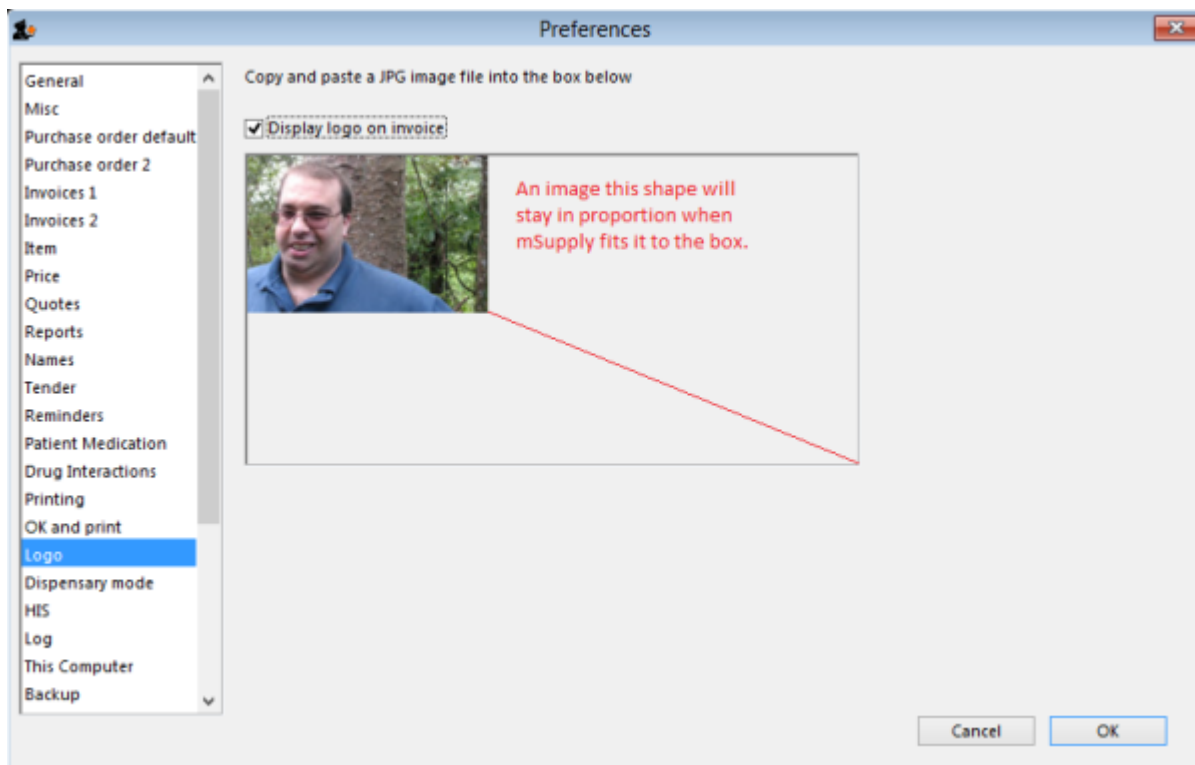 Preferences
General
Misc
Purchase order default
Purchase order 2
Invoices 1
Invoices 2
Item
Price
Quotes
Reports
Names
Tender
Reminders
Patient Medication
Drug Interactions
Printing
OK and print
Logo
Dispensary mode
HIS
Log
This Computer
Backup
Copy and paste a JPG image file into the box below
Display logo on invoice
An image this shape will
stay in proportion when
mSupply fits it to the box.
Cancel
OK